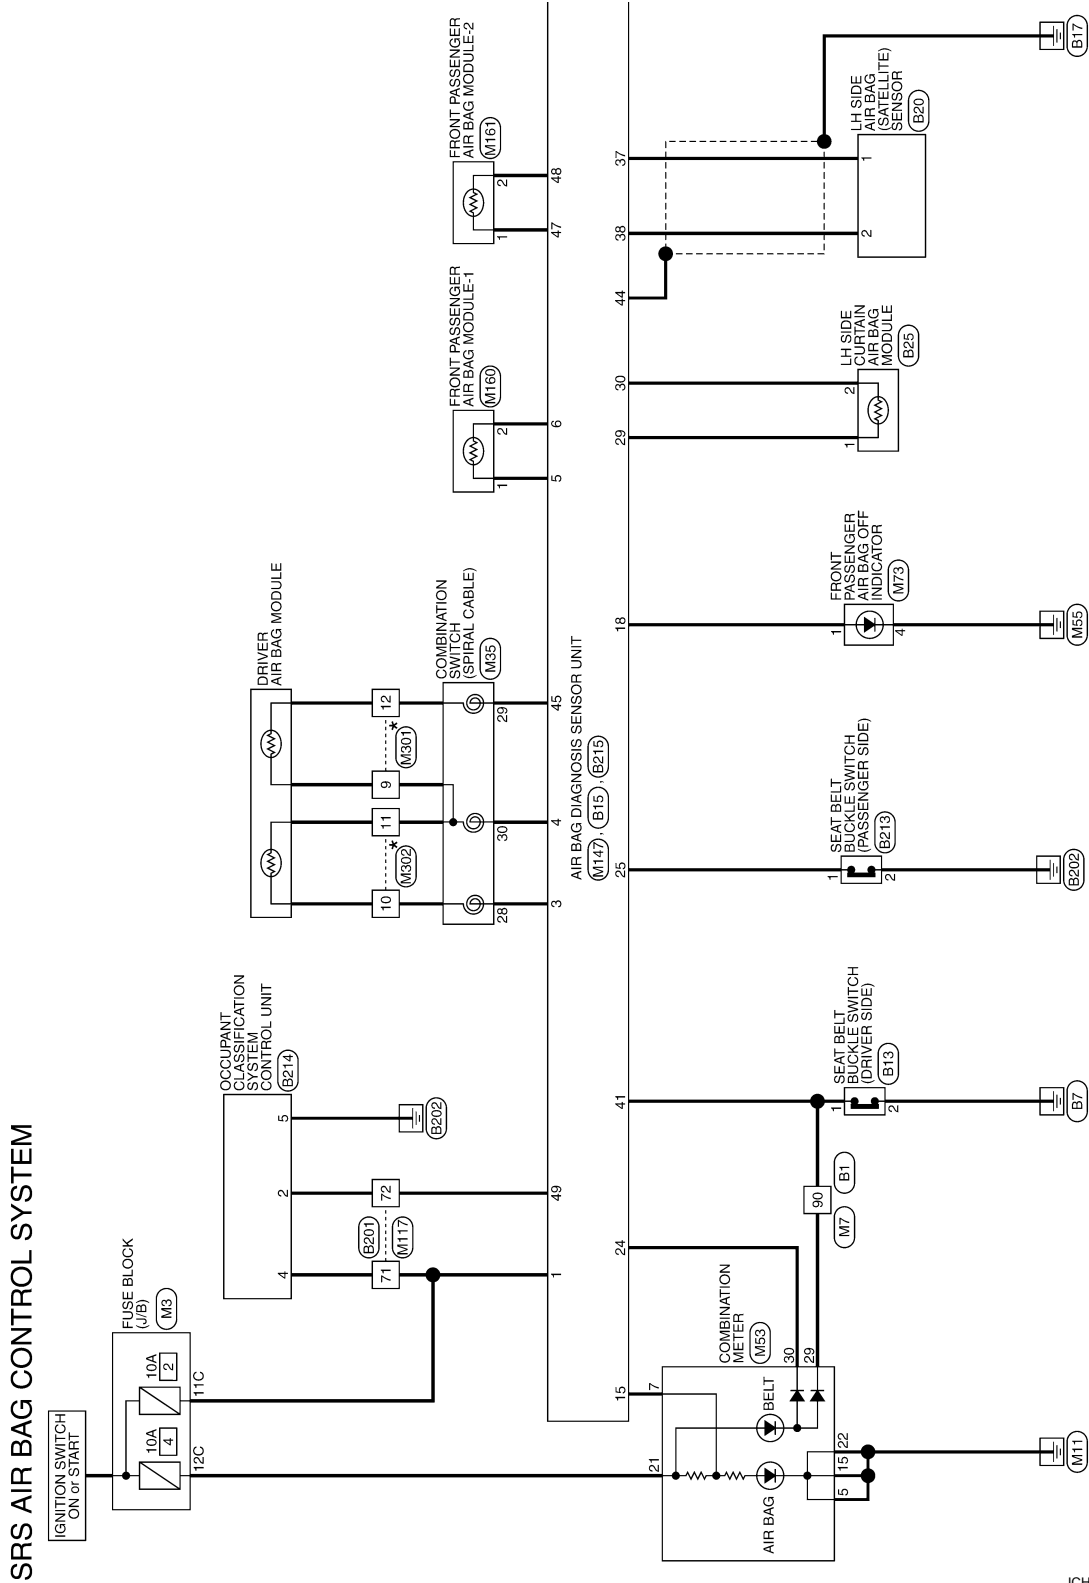 SRS AIR BAG CONTROL SYSTEM
IGNITION SWITCH
ON or START
FUSE BLOCK
(J/B)
M3
10A
4
10A
2
12C
11C
OCCUPANT
CLASSIFICATION
SYSTEM
CONTROL UNIT
B214
4
2
5
B201
71
72
M117
B202
DRIVER
AIR BAG MODULE
10
11
9
12
*
M302
*
M301
COMBINATION
SWITCH
(SPIRAL CABLE)
M35
28
30
29
FRONT PASSENGER
AIR BAG MODULE-1
M160
1
2
FRONT PASSENGER
AIR BAG MODULE-2
M161
1
2
1
49
3
4
45
5
6
47
48
AIR BAG DIAGNOSIS SENSOR UNIT
M147 , B15 , B215
15
24
41
25
18
29
30
44
38
37
COMBINATION
METER
M53
21
7
30
29
BELT
AIR BAG
5
15
22
M11
90
M7
B1
SEAT BELT
BUCKLE SWITCH
(DRIVER SIDE)
B13
1
2
B7
SEAT BELT
BUCKLE SWITCH
(PASSENGER SIDE)
B213
1
2
B202
FRONT
PASSENGER
AIR BAG OFF
INDICATOR
M73
1
4
M55
LH SIDE
CURTAIN
AIR BAG
MODULE
B25
1
2
LH SIDE
AIR BAG
(SATELLITE)
SENSOR
B20
2
1
B17